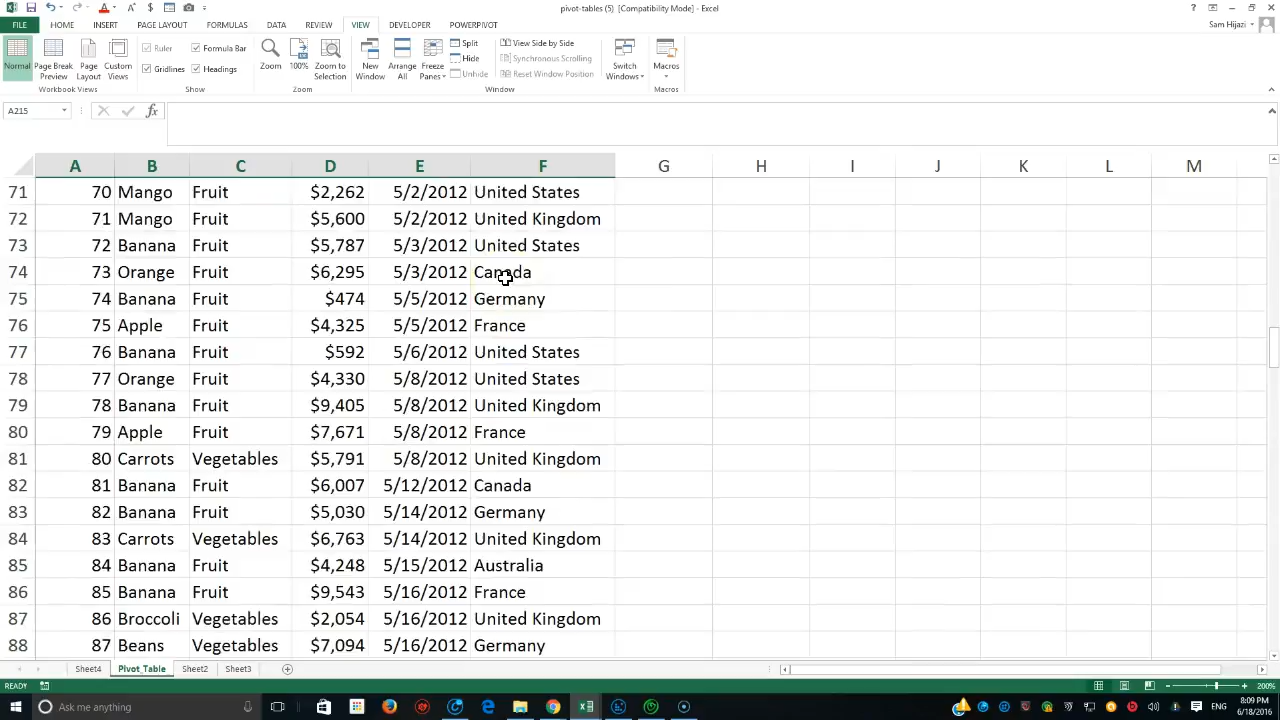 pivot-tables (5) [Compatibility Mode] - Excel
FILE HOME INSERT PAGE LAYOUT FORMULAS DATA REVIEW VIEW DEVELOPER POWERPIVOT Sam Hijazi
Normal Page Break Preview Page Layout Custom Views
Ruler Formula Bar
Gridlines Headings
Zoom 100% Zoom to Selection
New Window Arrange All Freeze Panes
Split
Hide
Unhide
View Side by Side
Synchronous Scrolling
Reset Window Position
Switch Windows Macros
Workbook Views Show Zoom Window Macros
A215 fx
A B C D E F G H I J K L M
71 70 Mango Fruit $2,262 5/2/2012 United States
72 71 Mango Fruit $5,600 5/2/2012 United Kingdom
73 72 Banana Fruit $5,787 5/3/2012 United States
74 73 Orange Fruit $6,295 5/3/2012 Canada
75 74 Banana Fruit $474 5/5/2012 Germany
76 75 Apple Fruit $4,325 5/5/2012 France
77 76 Banana Fruit $592 5/6/2012 United States
78 77 Orange Fruit $4,330 5/8/2012 United States
79 78 Banana Fruit $9,405 5/8/2012 United Kingdom
80 79 Apple Fruit $7,671 5/8/2012 France
81 80 Carrots Vegetables $5,791 5/8/2012 United Kingdom
82 81 Banana Fruit $6,007 5/12/2012 Canada
83 82 Banana Fruit $5,030 5/14/2012 Germany
84 83 Carrots Vegetables $6,763 5/14/2012 United Kingdom
85 84 Banana Fruit $4,248 5/15/2012 Australia
86 85 Banana Fruit $9,543 5/16/2012 France
87 86 Broccoli Vegetables $2,054 5/16/2012 United Kingdom
88 87 Beans Vegetables $7,094 5/16/2012 Germany
Sheet4 Pivot_Table Sheet2 Sheet3
READY 200%
Ask me anything
ENG
8:09 PM
6/18/2016